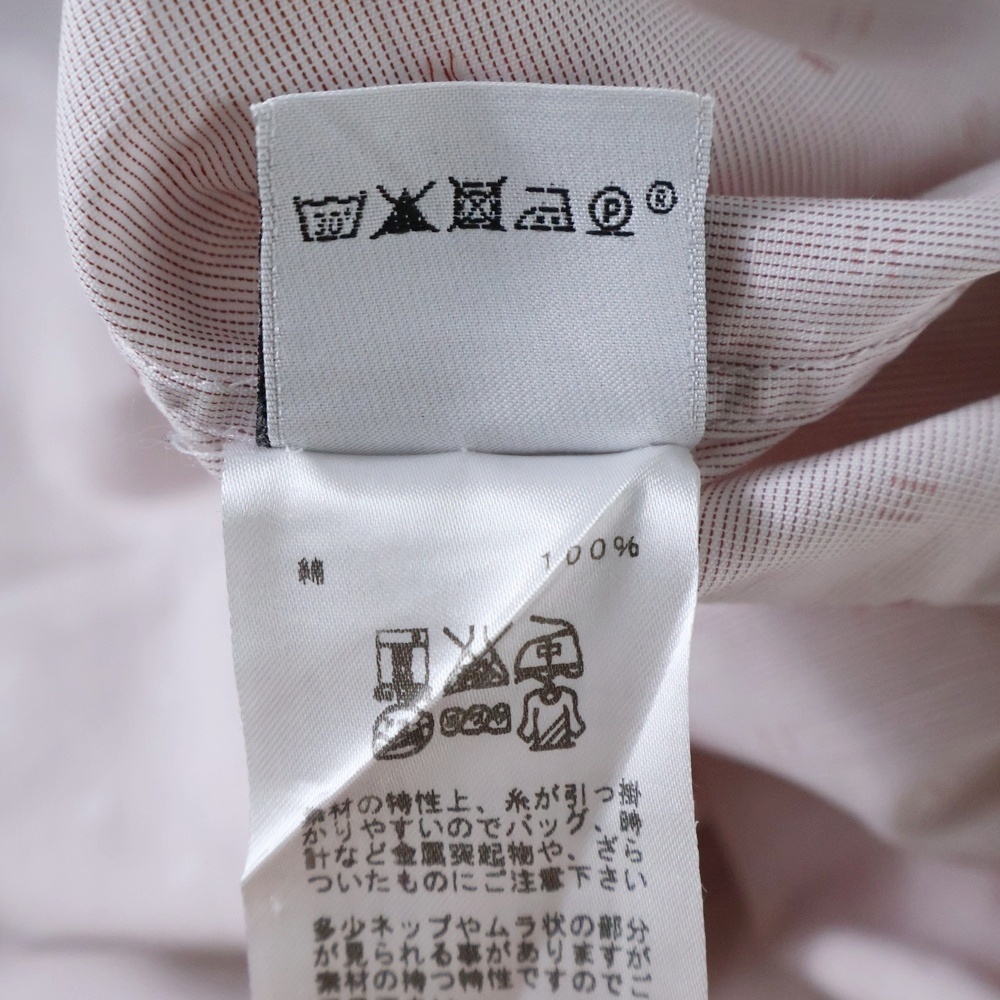 30°
P ®
綿 100%
中
素材の特性上、糸が引っ
かりやすいのでバッグ、
計など金属突起物や、ざら
ついたものにご注意下さい
多少ネップやムラ状の部分
が見られる事がありますがご
素材の持つ特性ですので